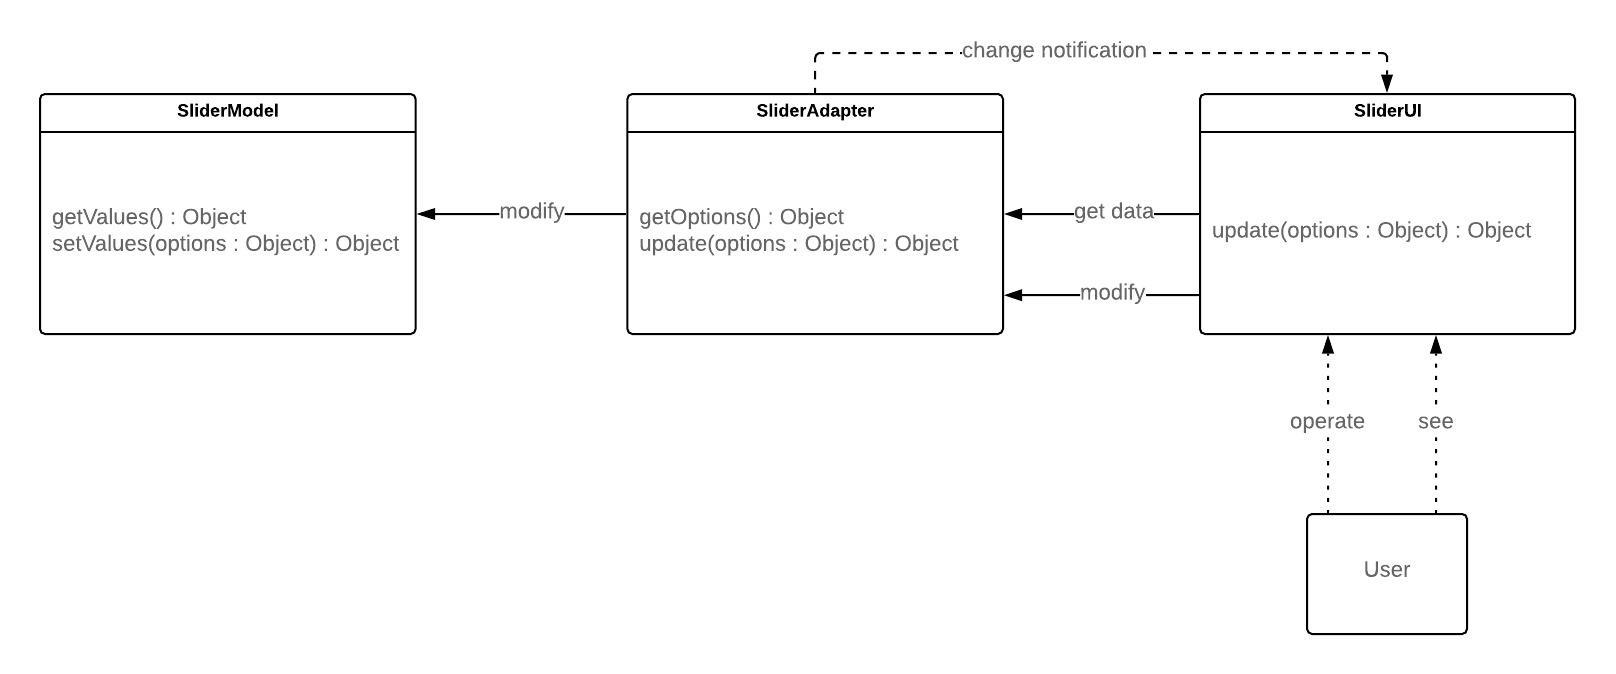 change notification
SliderModel
SliderAdapter
SliderUI
getValues() : Object
setValues(options : Object) : Object
modify
getOptions() : Object
update(options : Object) : Object
get data
modify
update(options : Object) : Object
operate
see
User